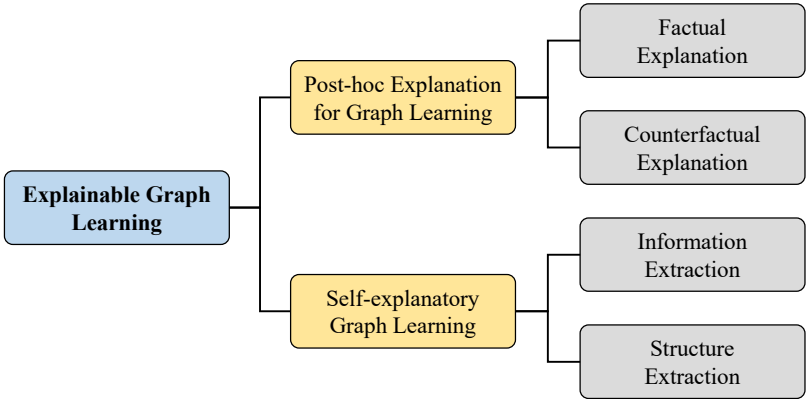 Explainable Graph
Learning
Post-hoc Explanation
for Graph Learning
Factual
Explanation
Counterfactual
Explanation
Self-explanatory
Graph Learning
Information
Extraction
Structure
Extraction